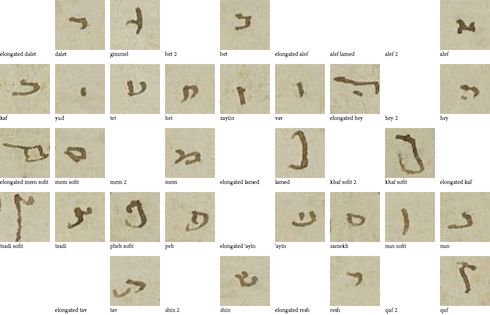 elongated dalet dalet gimmel bet 2 bet elongated alef alef lamed alef 2 alef
kaf yud tet het zayin vav elongated hey hey 2 hey
elongated mem sofit mem sofit mem 2 mem elongated lamed lamed khaf sofit 2 khaf sofit elongated kaf
tsadi sofit tsadi pheh sofit peh elongated 'ayin 'ayin samekh nun sofit nun
elongated tav tav shin 2 shin elongated resh resh quf 2 quf